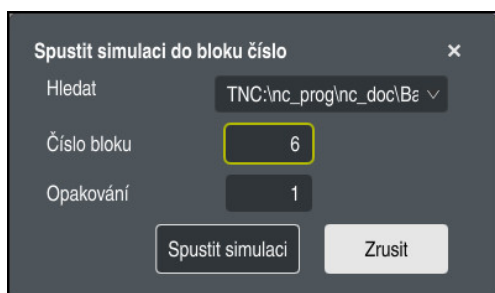 Spustit simulaci do bloku číslo ×
Hledat TNC:\nc_prog\nc_doc\Ba
Číslo bloku 6
Opakování 1
Spustit simulaci Zrusit